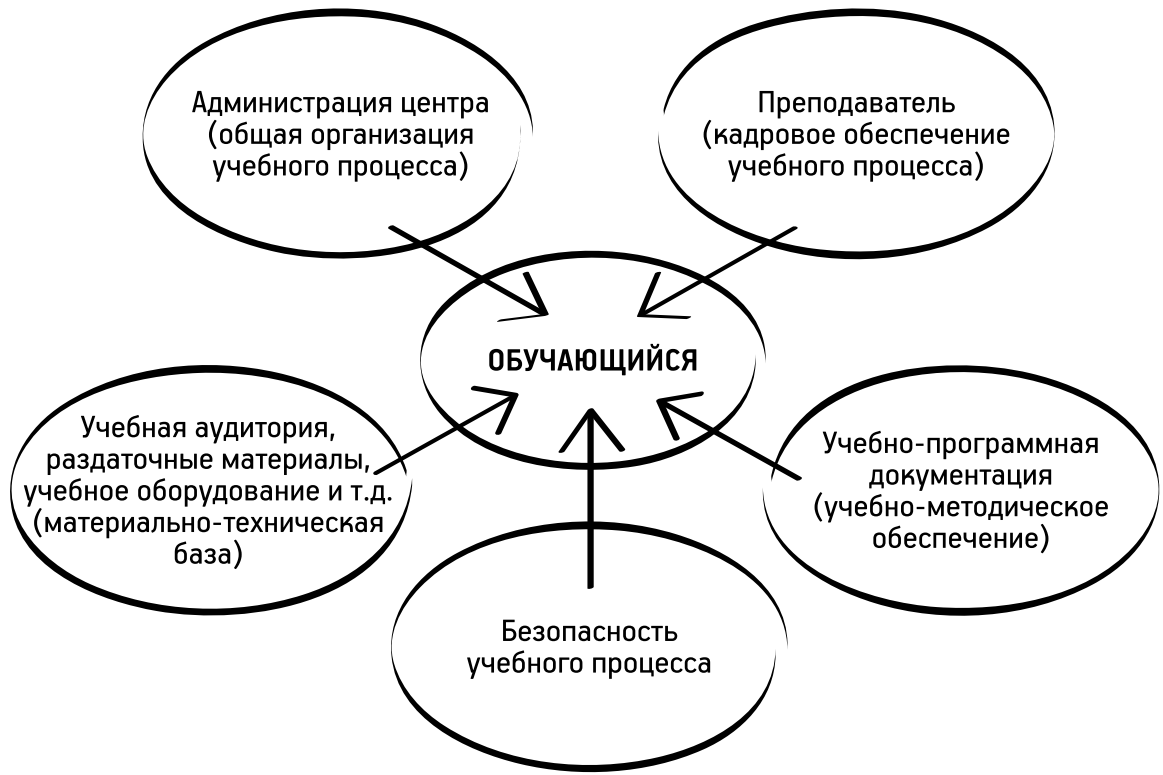 Администрация центра
(общая организация
учебного процесса)
Преподаватель
(кадровое обеспечение
учебного процесса)
ОБУЧАЮЩИЙСЯ
Учебная аудитория,
раздаточные материалы,
учебное оборудование и т.д.
(материально-техническая
база)
Учебно-программная
документация
(учебно-методическое
обеспечение)
Безопасность
учебного процесса